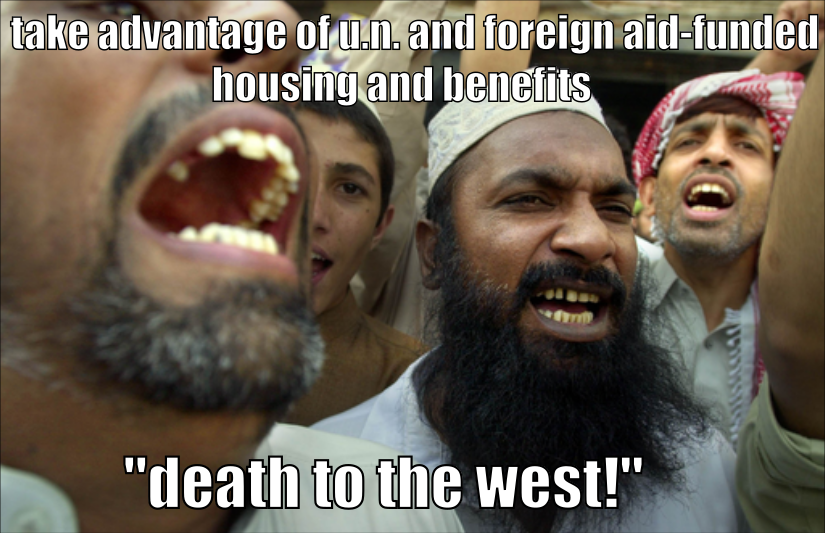 take advantage of u.n. and foreign aid-funded
housing and benefits
"death to the west!"